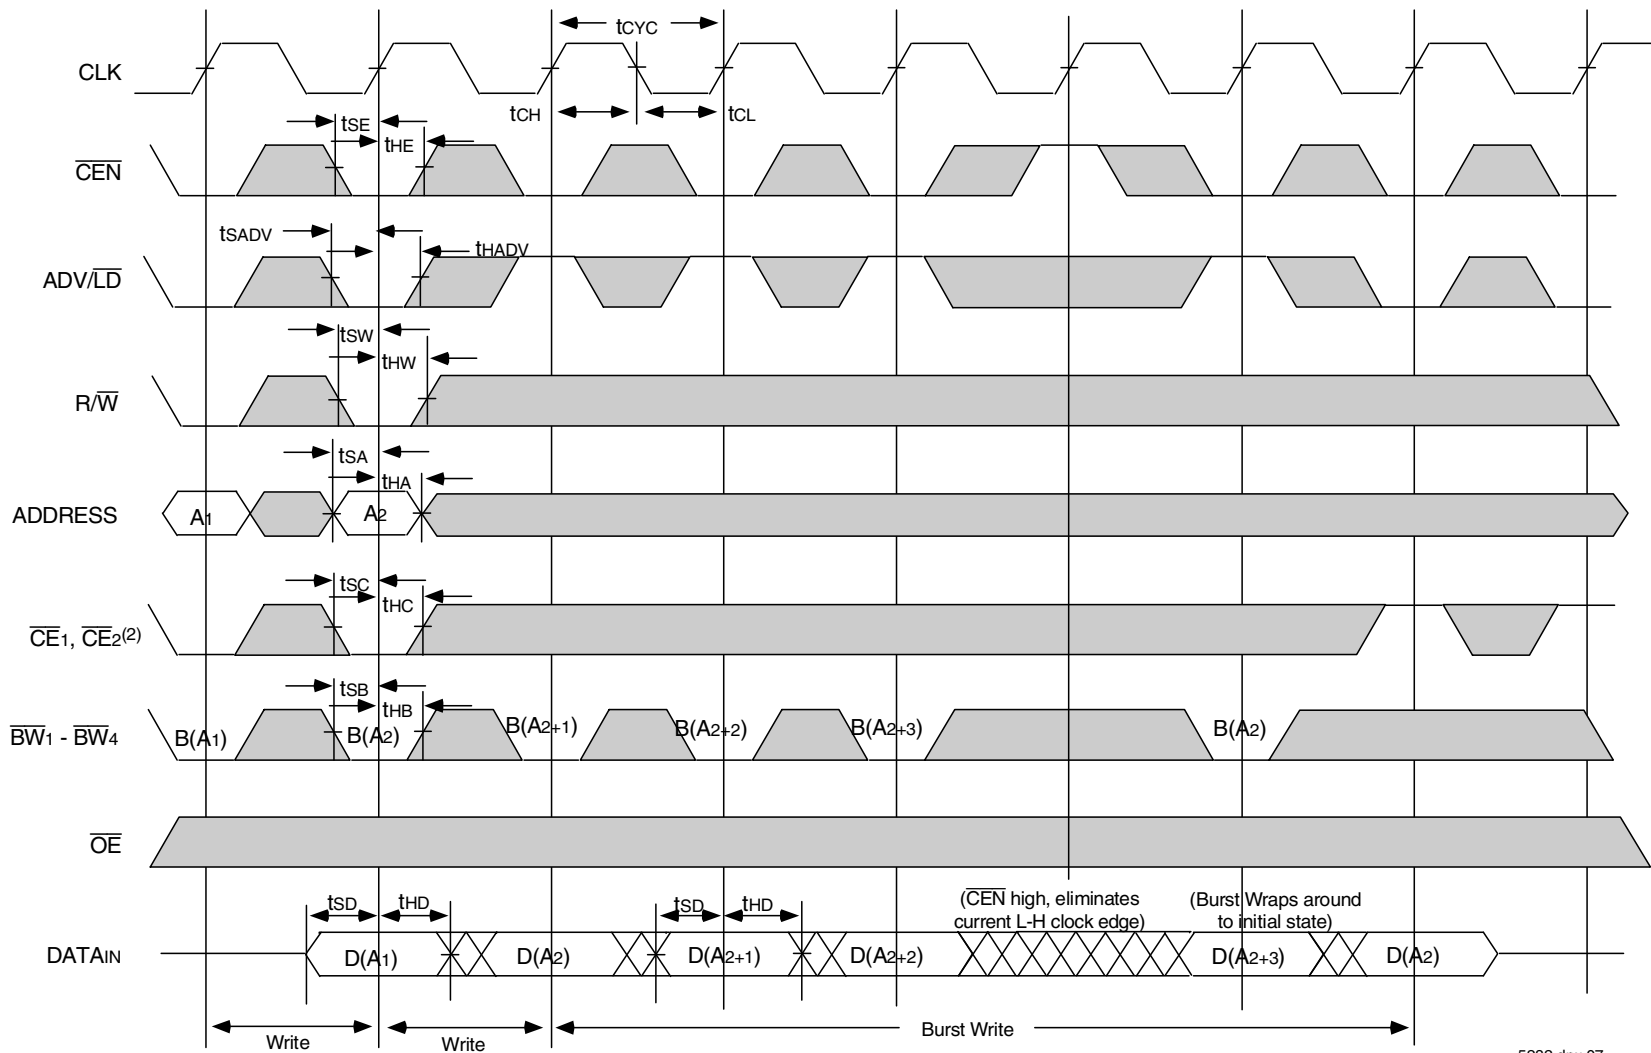 tCYC
CLK
tCH
tCL
tSE
tHE
CEN
tSADV
tHADV
ADV/LD
tSW
tHW
R/W
tSA
tHA
ADDRESS
A1
A2
tSC
tHC
CE1, CE2(2)
tSB
tHB
BW1 - BW4
B(A1)
B(A2)
B(A2+1)
B(A2+2)
B(A2+3)
B(A2)
OE
(CEN high, eliminates
current L-H clock edge)
(Burst Wraps around
to initial state)
tSD
tHD
tSD
tHD
DATAIN
D(A1)
D(A2)
D(A2+1)
D(A2+2)
D(A2+3)
D(A2)
Write
Write
Burst Write